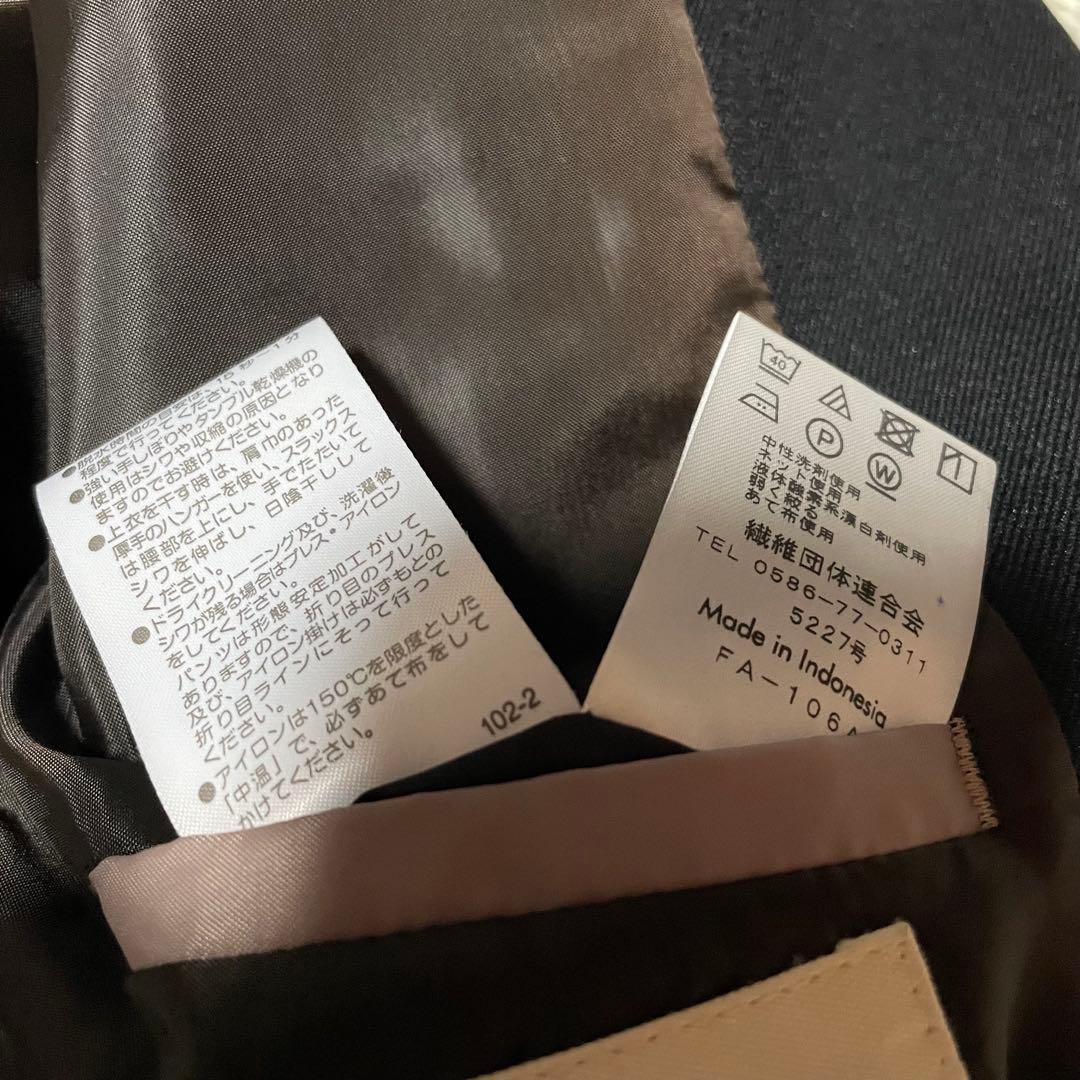 ●脱水時間の目安は、15秒〜1分
程度で行ってください。
●強い手しぼりやタンブル乾燥機の
使用はシワや収縮の原因となり
ますのでお避けください。
●上衣を干す時は、肩巾のあった
厚手のハンガーを使い、スラックス
は腰部を上にし、手でたたいて
シワを伸ばし、日陰干しして
ください。
●ドライクリーニング及び、洗濯後
シワが残る場合はプレス・アイロン
をしてください。
パンツは形態安定加工がして
ありますので、折り目のプレス
及び、アイロン掛けは必ずもとの
折り目ラインにそって行って
ください。
●アイロンは150℃を限度とした
「中温」で、必ずあて布をして
かけてください。
102-2
40
P
W
中性洗剤使用
ネット使用
液体酸素系漂白剤使用
弱く絞る
あて布使用
繊維団体連合会
TEL 0586-77-0311
5227号
Made in Indonesia
FA-106A